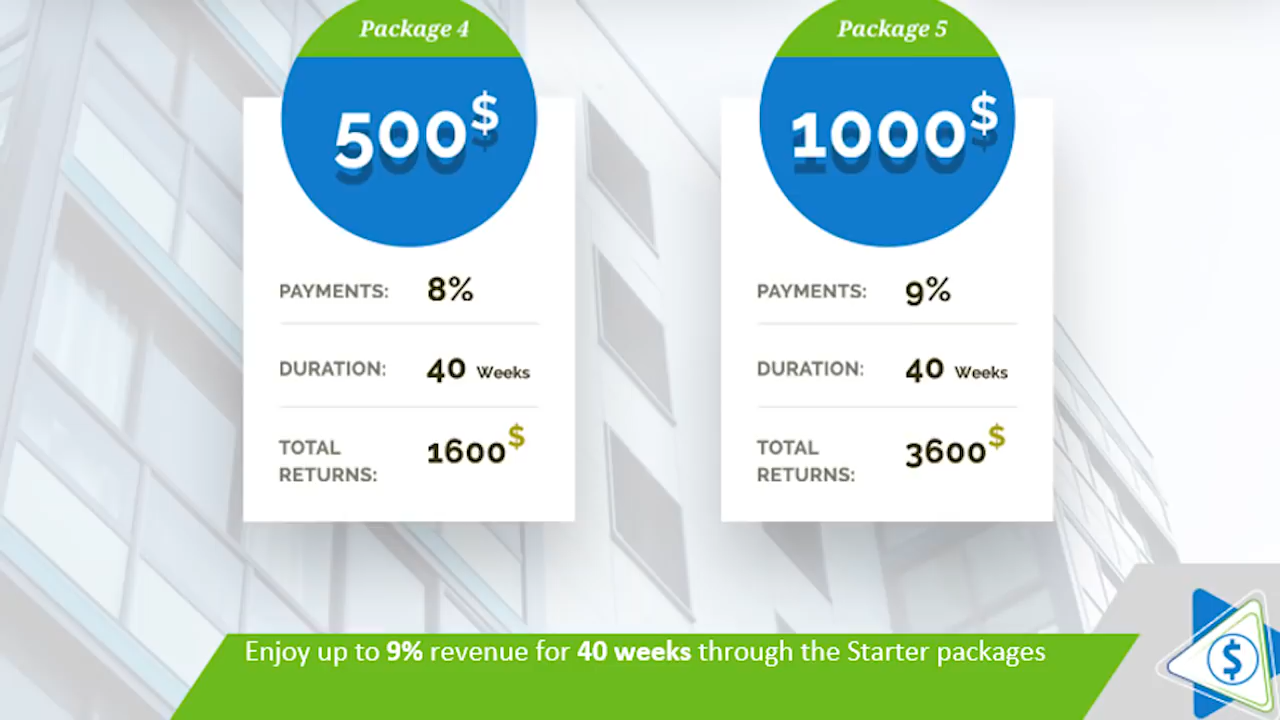 Package 4
500$
PAYMENTS: 8%
DURATION: 40 Weeks
TOTAL RETURNS: 1600$
Package 5
1000$
PAYMENTS: 9%
DURATION: 40 Weeks
TOTAL RETURNS: 3600$
Enjoy up to 9% revenue for 40 weeks through the Starter packages
$